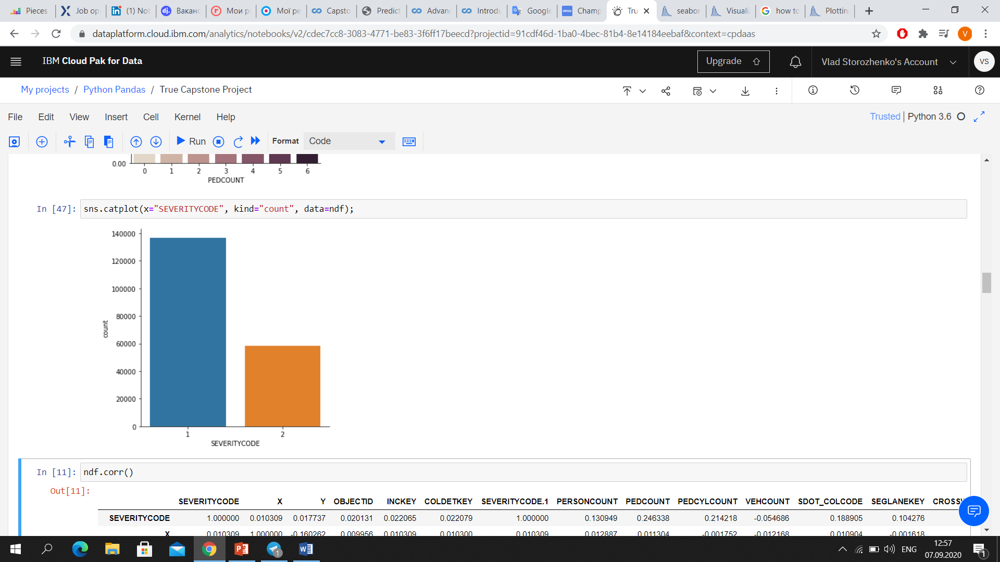 Pieces
Job op
(1) Not
Вакан
Мои р
Мої ре
Capsto
Predict
Advan
Introdu
Google
Champ
Tru
seabor
Visuali
how to
Plottin
dataplatform.cloud.ibm.com/analytics/notebooks/v2/cdec7cc8-3083-4771-be83-3f6ff17beecd?projectid=91cdf46d-1ba0-4bec-81b4-8e14184eebaf&context=cpdaas
V
IBM Cloud Pak for Data
Upgrade
Vlad Storozhenko's Account
VS
My projects / Python Pandas / True Capstone Project
File Edit View Insert Cell Kernel Help
Trusted | Python 3.6
Run
Format
Code
0.00
0 1 2 3 4 5 6
PEDCOUNT
In [47]: sns.catplot(x="SEVERITYCODE", kind="count", data=ndf);
140000
120000
100000
80000
60000
40000
20000
0
count
1 2
SEVERITYCODE
In [11]: ndf.corr()
Out[11]:
SEVERITYCODE X Y OBJECTID INCKEY COLDETKEY SEVERITYCODE.1 PERSONCOUNT PEDCOUNT PEDCYLCOUNT VEHCOUNT SDOT_COLCODE SEGLANEKEY CROSSW
SEVERITYCODE 1.000000 0.010309 0.017737 0.020131 0.022065 0.022079 1.000000 0.130949 0.246338 0.214218 -0.054686 0.188905 0.104276
X 0.010309 1.000000 -0.160262 0.009956 0.010309 0.010300 0.010309 0.012887 0.011304 -0.001752 -0.012168 0.010904 -0.001618
ENG
12:57
07.09.2020
1
1